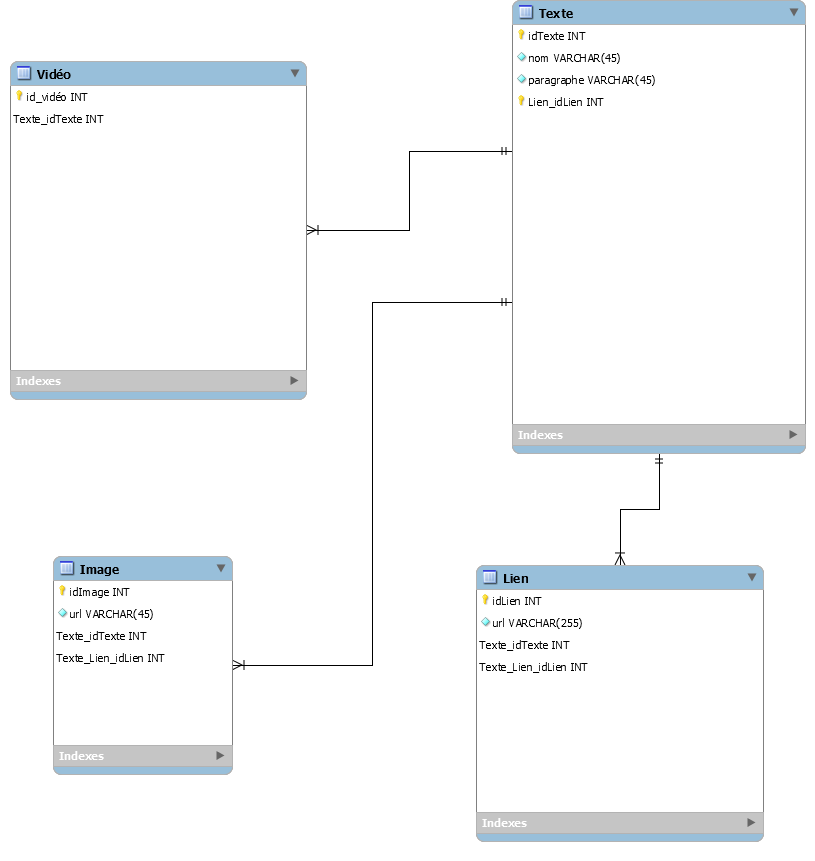 Vidéo
id_vidéo INT
Texte_idTexte INT
Indexes
Texte
idTexte INT
nom VARCHAR(45)
paragraphe VARCHAR(45)
Lien_idLien INT
Indexes
Image
idImage INT
url VARCHAR(45)
Texte_idTexte INT
Texte_Lien_idLien INT
Indexes
Lien
idLien INT
url VARCHAR(255)
Texte_idTexte INT
Texte_Lien_idLien INT
Indexes